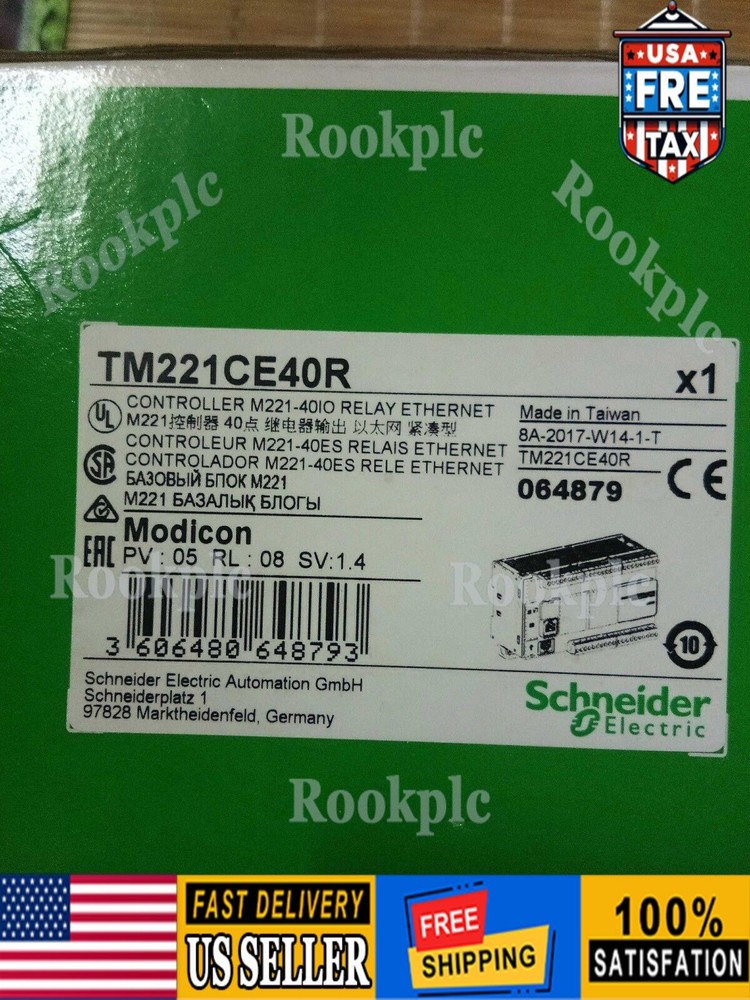 USA
FRE
TAX
Rookplc
Rookplc
Rookplc
TM221CE40R
x1
UL
CONTROLLER M221-40IO RELAY ETHERNET
M221控制器 40点 继电器输出 以太网 紧凑型
CONTROLEUR M221-40ES RELAIS ETHERNET
CONTROLADOR M221-40ES RELE ETHERNET
БАЗОВЫЙ БЛОК M221
M221 БАЗАЛЫҚ БЛОГЫ
Made in Taiwan
8A-2017-W14-1-T
TM221CE40R
064879
CE
SA
EAC
Modicon
PV : 05 RL : 08 SV:1.4
Rookplc
Rookplc
3 606480 648793
10
Schneider Electric Automation GmbH
Schneiderplatz 1
97828 Marktheidenfeld, Germany
Schneider
Electric
Rookplc
FAST DELIVERY
US SELLER
FREE
SHIPPING
100%
SATISFATION